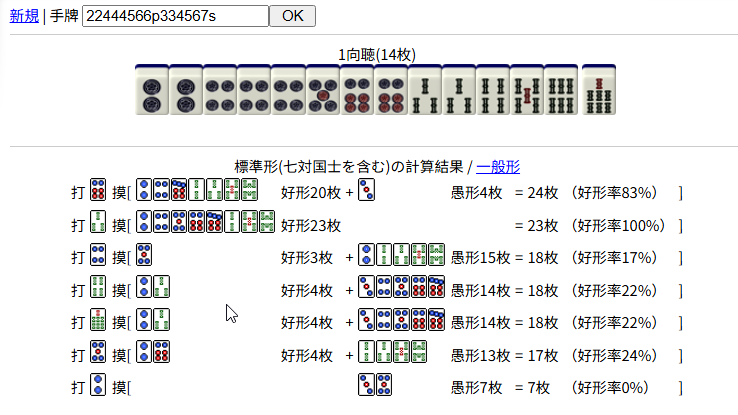 新規 | 手牌 22444566p334567s OK
1向聴(14枚)
標準形(七対国士を含む)の計算結果 / 一般形
打 摸[ 好形20枚 + 愚形4枚 = 24枚 （好形率83%） ]
打 摸[ 好形23枚 = 23枚 （好形率100%） ]
打 摸[ 好形3枚 + 愚形15枚 = 18枚 （好形率17%） ]
打 摸[ 好形4枚 + 愚形14枚 = 18枚 （好形率22%） ]
打 摸[ 好形4枚 + 愚形14枚 = 18枚 （好形率22%） ]
打 摸[ 好形4枚 + 愚形13枚 = 17枚 （好形率24%） ]
打 摸[ 愚形7枚 = 7枚 （好形率0%） ]